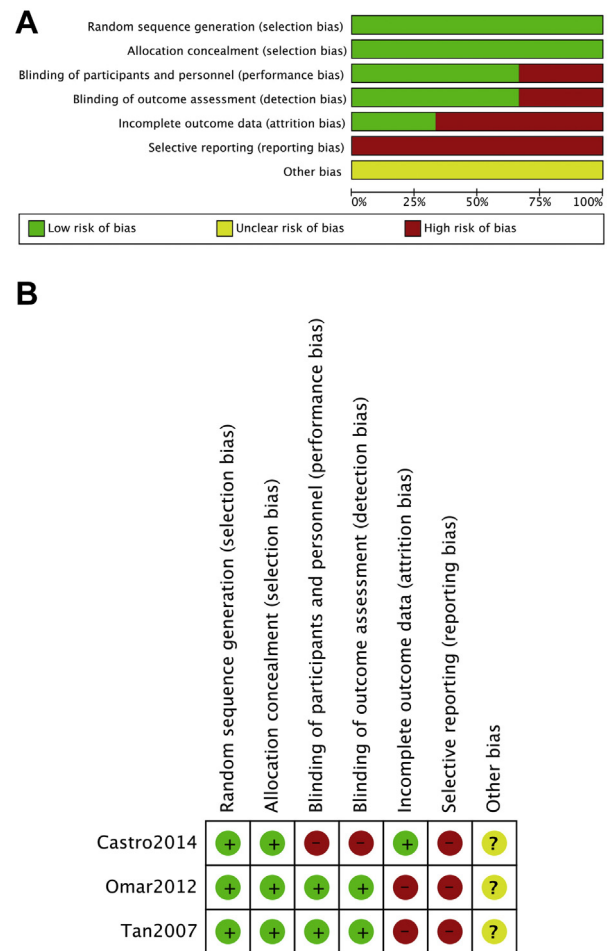 A
Random sequence generation (selection bias)
Allocation concealment (selection bias)
Blinding of participants and personnel (performance bias)
Blinding of outcome assessment (detection bias)
Incomplete outcome data (attrition bias)
Selective reporting (reporting bias)
Other bias
0% 25% 50% 75% 100%
Low risk of bias Unclear risk of bias High risk of bias
B
Random sequence generation (selection bias)
Allocation concealment (selection bias)
Blinding of participants and personnel (performance bias)
Blinding of outcome assessment (detection bias)
Incomplete outcome data (attrition bias)
Selective reporting (reporting bias)
Other bias
Castro2014 + + − − + − ?
Omar2012 + + + + − − ?
Tan2007 + + + + − − ?